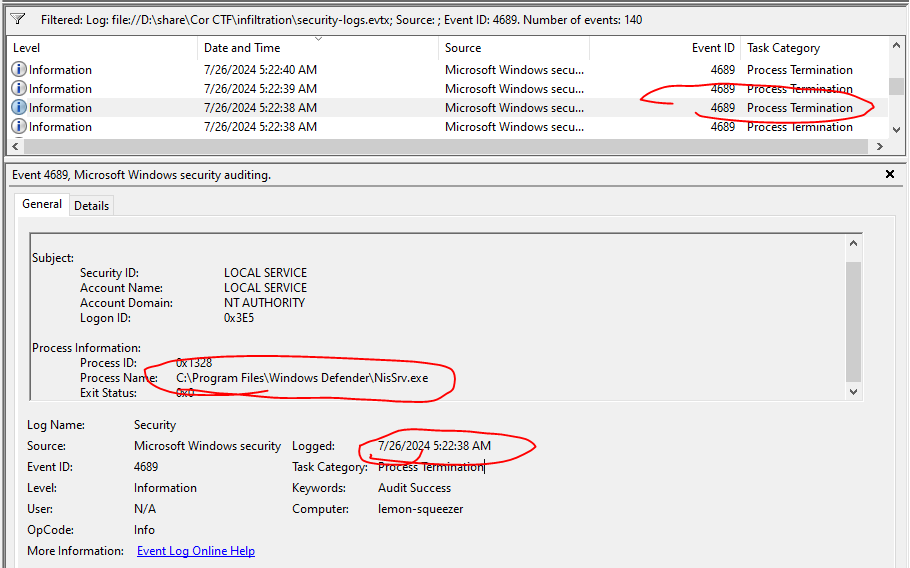 Filtered: Log: file://D:\share\Cor CTF\infiltration\security-logs.evtx; Source: ; Event ID: 4689. Number of events: 140
Level Date and Time Source Event ID Task Category
Information 7/26/2024 5:22:40 AM Microsoft Windows secu... 4689 Process Termination
Information 7/26/2024 5:22:39 AM Microsoft Windows secu... 4689 Process Termination
Information 7/26/2024 5:22:38 AM Microsoft Windows secu... 4689 Process Termination
Information 7/26/2024 5:22:38 AM Microsoft Windows secu... 4689 Process Termination
Event 4689, Microsoft Windows security auditing.
General Details
Subject:
Security ID: LOCAL SERVICE
Account Name: LOCAL SERVICE
Account Domain: NT AUTHORITY
Logon ID: 0x3E5
Process Information:
Process ID: 0x1328
Process Name: C:\Program Files\Windows Defender\NisSrv.exe
Exit Status: 0x0
Log Name: Security
Source: Microsoft Windows security Logged: 7/26/2024 5:22:38 AM
Event ID: 4689 Task Category: Process Termination
Level: Information Keywords: Audit Success
User: N/A Computer: lemon-squeezer
OpCode: Info
More Information: Event Log Online Help